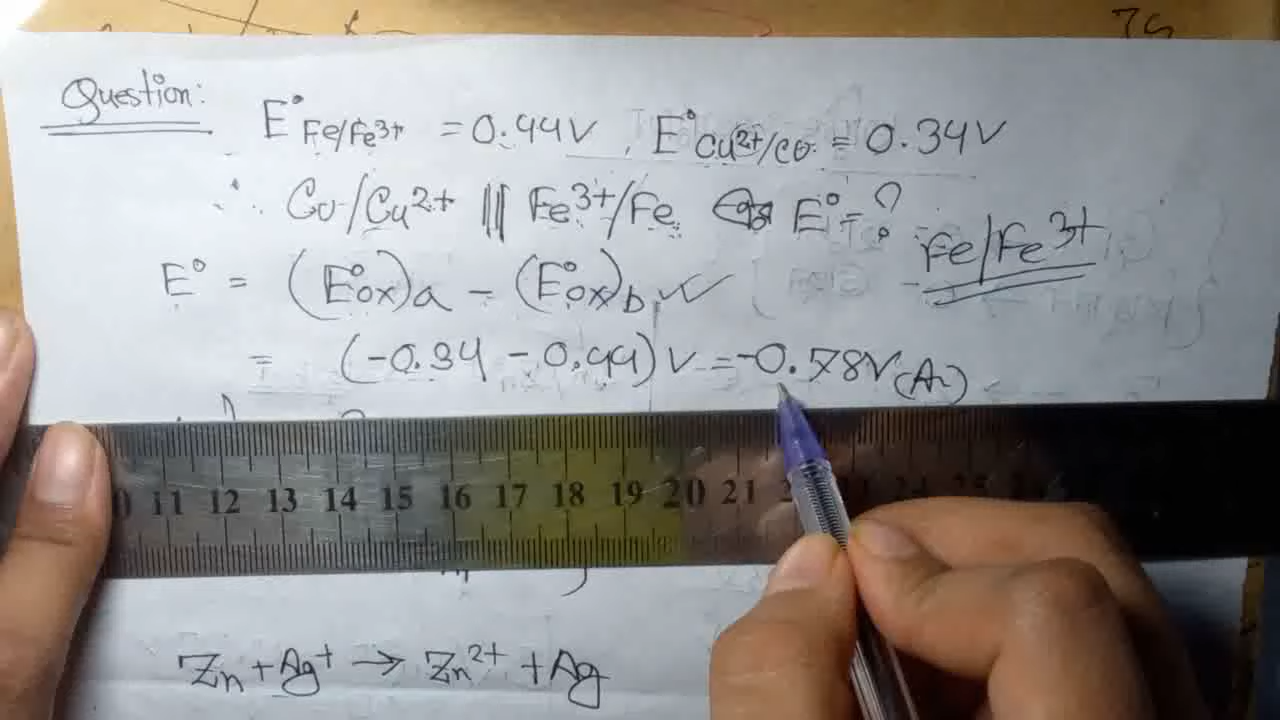 75
Question: E°Fe/Fe3+ = 0.44V, E°Cu2+/Cu = 0.34V
∴ Cu/Cu2+ || Fe3+/Fe E° = ?
Fe/Fe3+
E° = (E°ox)a - (E°ox)b ✓
= (-0.34 - 0.44) V = -0.78V (A)
11 12 13 14 15 16 17 18 19 20 21
Zn + Ag+ → Zn2+ + Ag